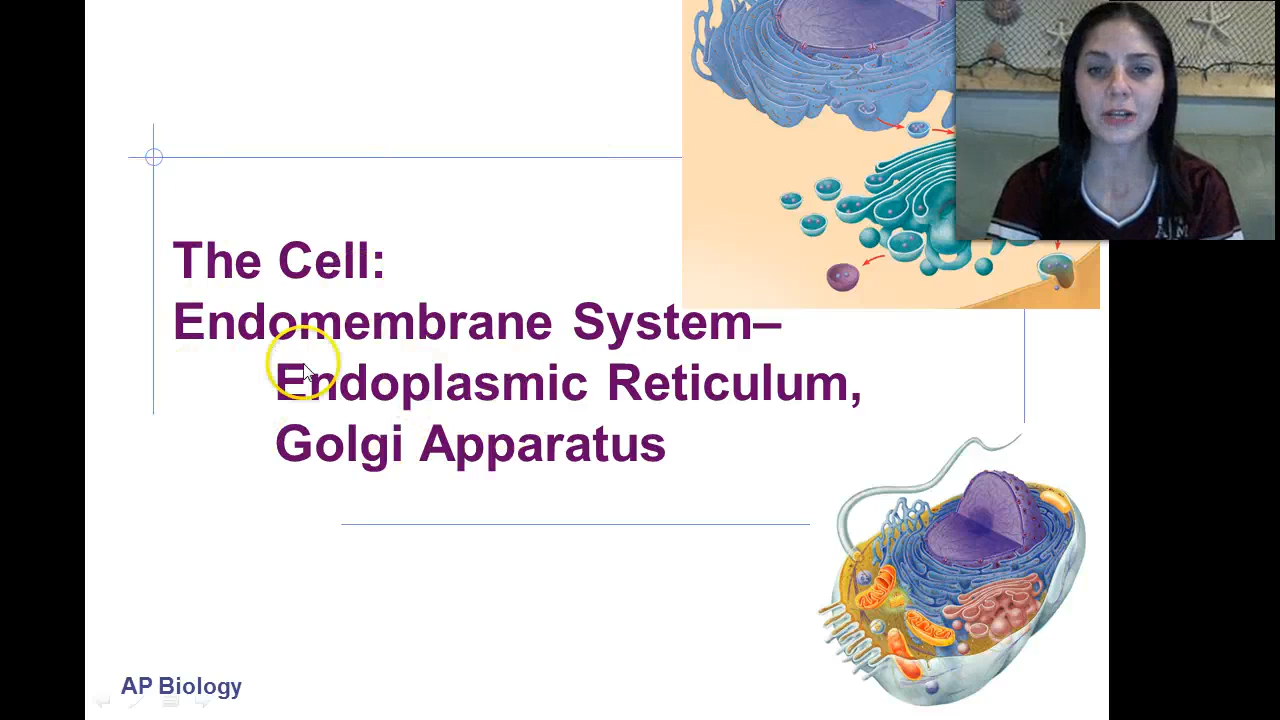 The Cell:
Endomembrane System–
Endoplasmic Reticulum,
Golgi Apparatus
AP Biology